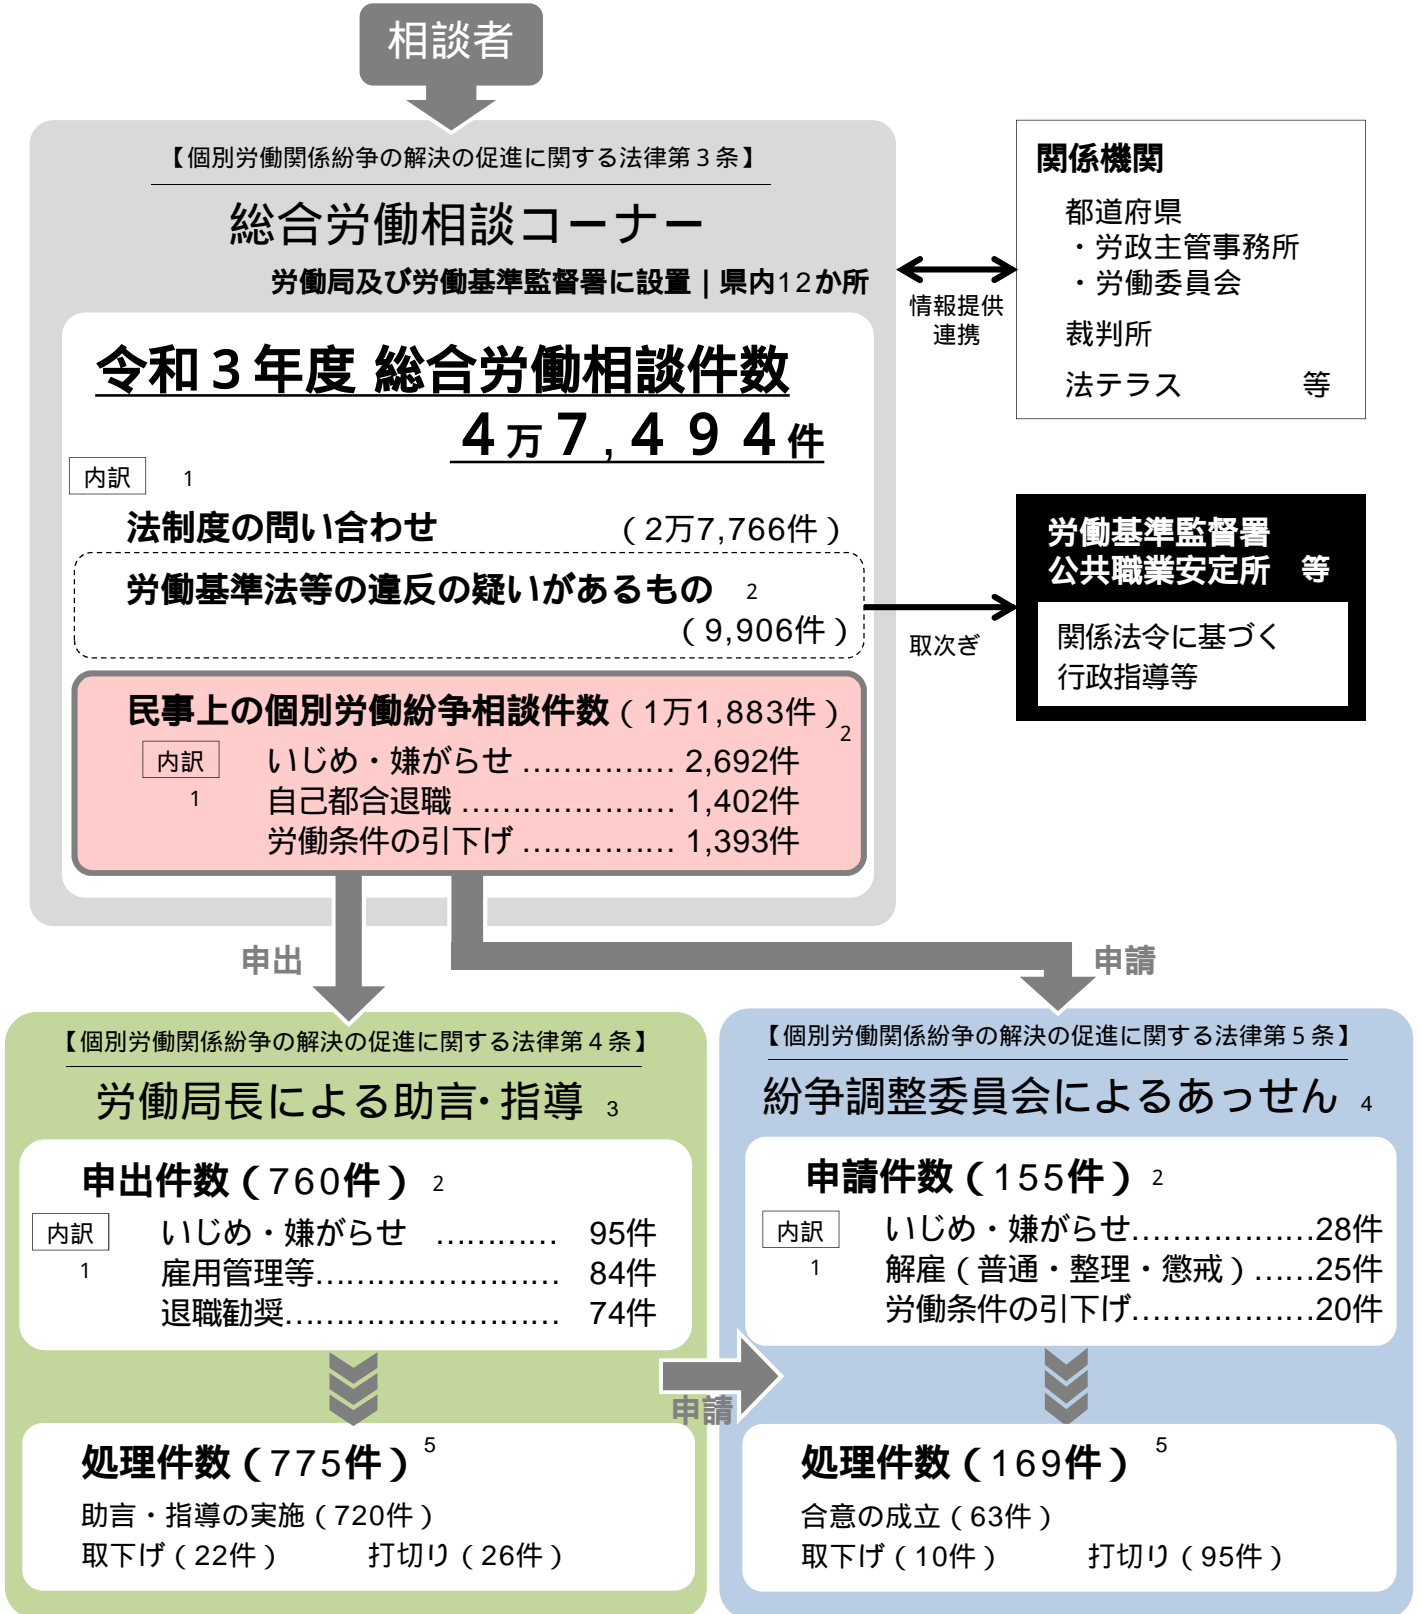 相談者
【個別労働関係紛争の解決の促進に関する法律第３条】
総合労働相談コーナー
労働局及び労働基準監督署に設置｜県内12か所
令和３年度 総合労働相談件数
４万７,４９４件
内訳 1
法制度の問い合わせ （2万7,766件）
労働基準法等の違反の疑いがあるもの 2
（9,906件）
民事上の個別労働紛争相談件数（1万1,883件） 2
内訳 いじめ・嫌がらせ …………… 2,692件
1 自己都合退職 ………………… 1,402件
労働条件の引下げ …………… 1,393件
情報提供
連携
関係機関
都道府県
・労政主管事務所
・労働委員会
裁判所
法テラス 等
取次ぎ
労働基準監督署
公共職業安定所 等
関係法令に基づく
行政指導等
申出
申請
【個別労働関係紛争の解決の促進に関する法律第４条】
労働局長による助言・指導 3
申出件数（760件） 2
内訳 いじめ・嫌がらせ ………… 95件
1 雇用管理等…………………… 84件
退職勧奨……………………… 74件
処理件数（775件） 5
助言・指導の実施（720件）
取下げ（22件） 打切り（26件）
申請
【個別労働関係紛争の解決の促進に関する法律第５条】
紛争調整委員会によるあっせん 4
申請件数（155件） 2
内訳 いじめ・嫌がらせ………………28件
1 解雇（普通・整理・懲戒）……25件
労働条件の引下げ………………20件
処理件数（169件） 5
合意の成立（63件）
取下げ（10件） 打切り（95件）